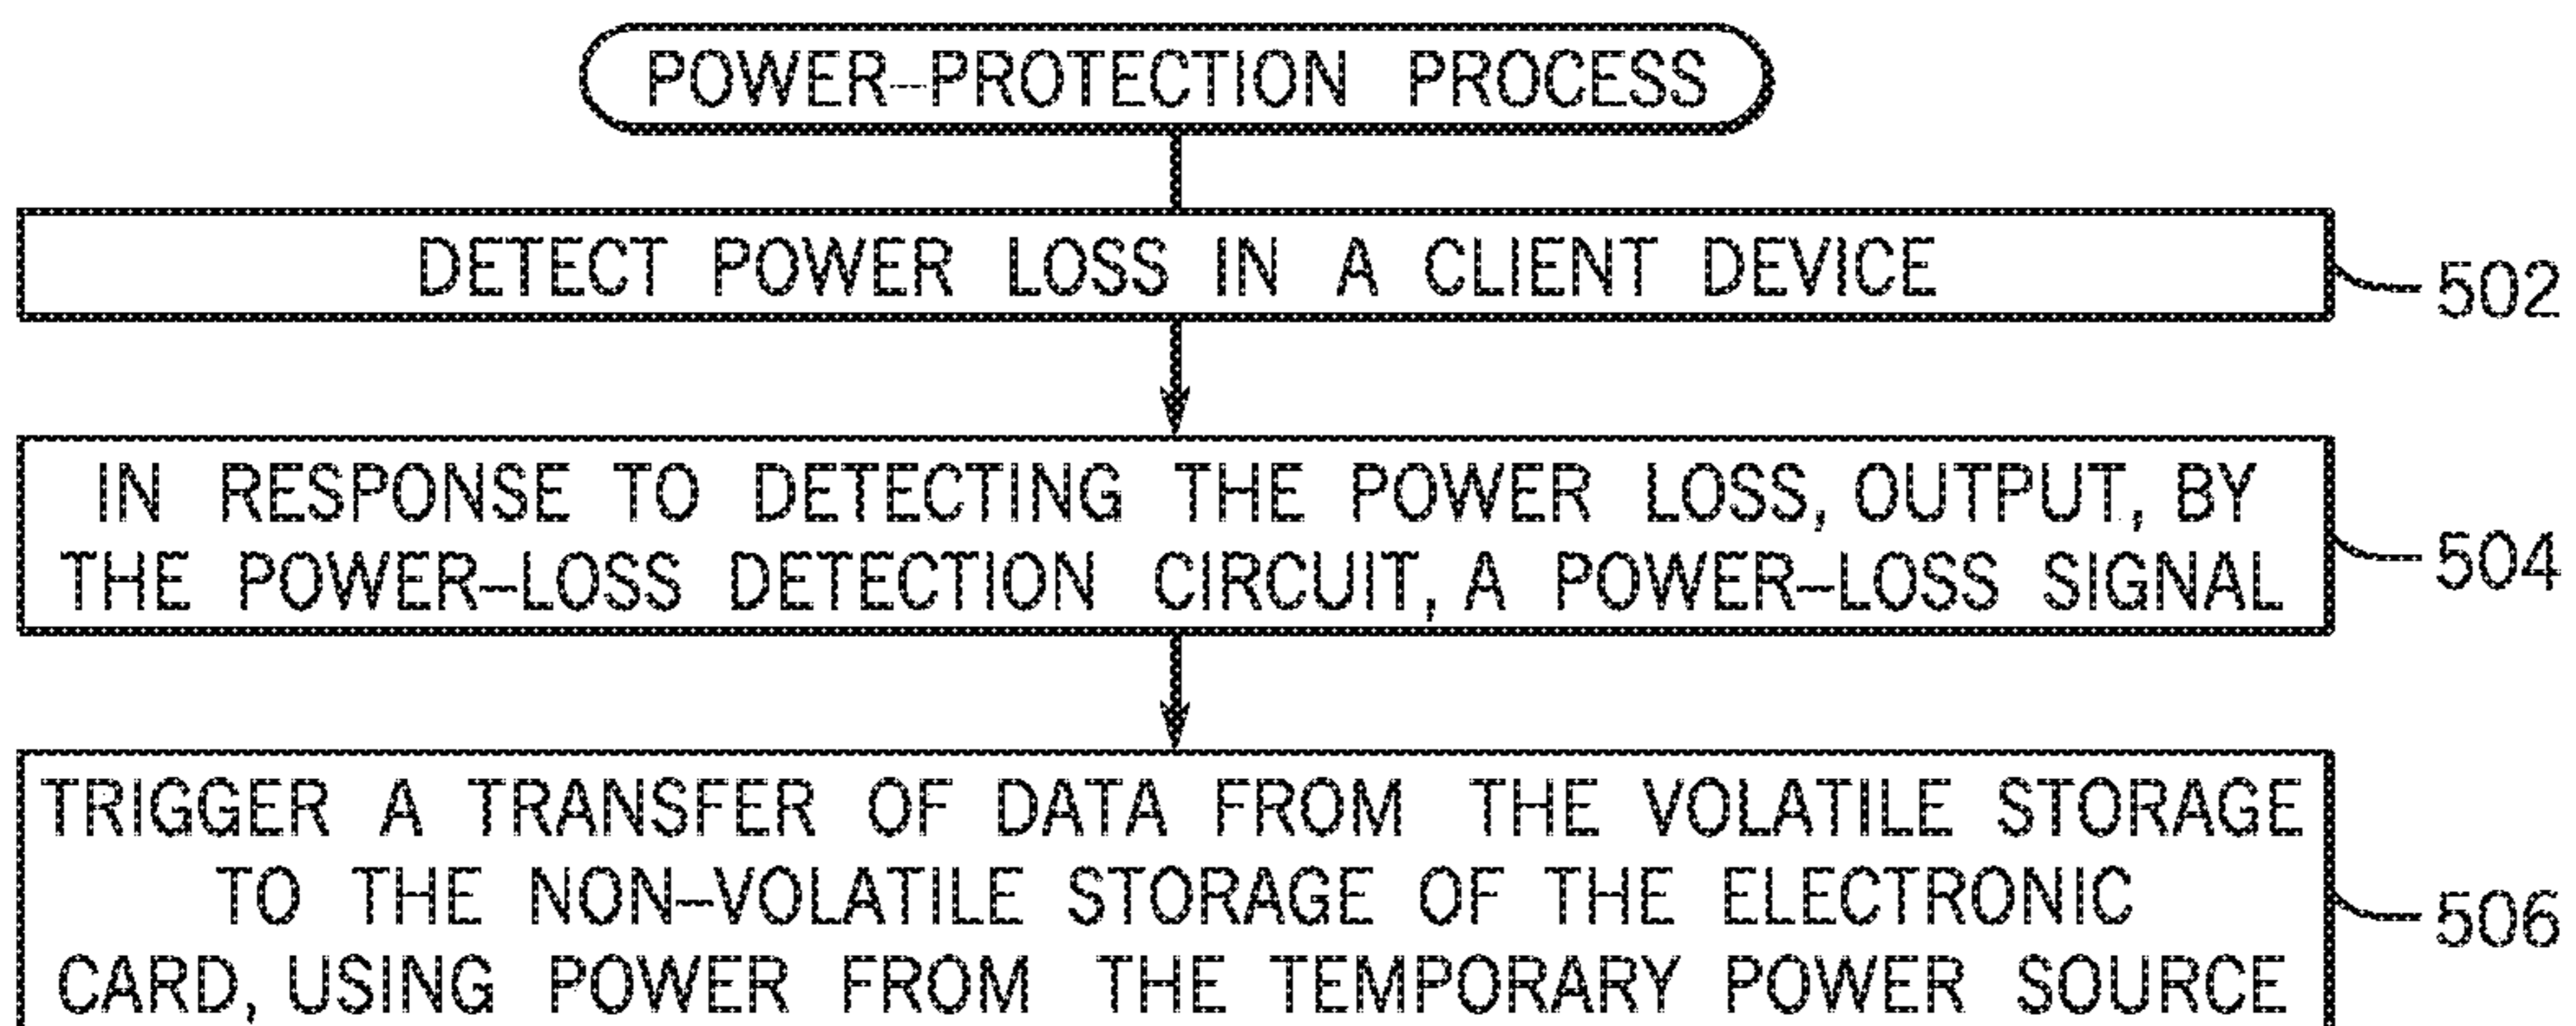 POWER-PROTECTION PROCESS
DETECT POWER LOSS IN A CLIENT DEVICE
502
IN RESPONSE TO DETECTING THE POWER LOSS, OUTPUT, BY
THE POWER-LOSS DETECTION CIRCUIT, A POWER-LOSS SIGNAL
504
TRIGGER A TRANSFER OF DATA FROM THE VOLATILE STORAGE
TO THE NON-VOLATILE STORAGE OF THE ELECTRONIC
CARD, USING POWER FROM THE TEMPORARY POWER SOURCE
506